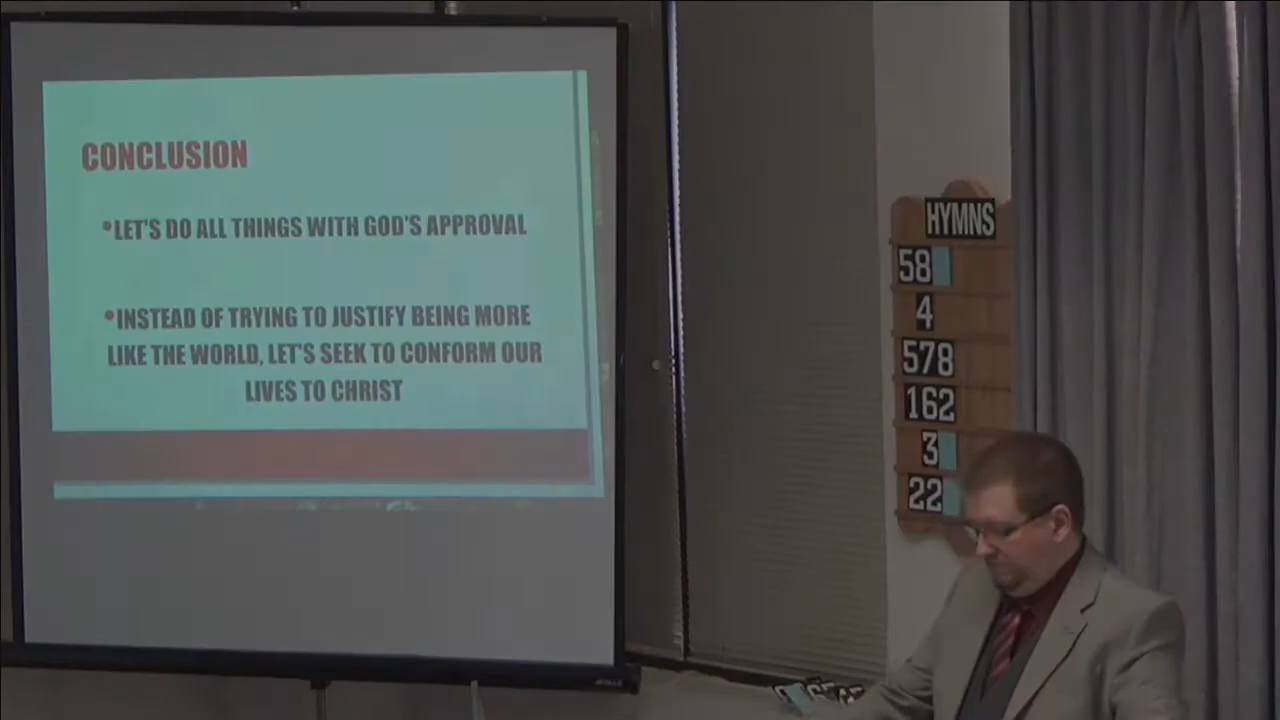 CONCLUSION
•LET'S DO ALL THINGS WITH GOD'S APPROVAL
•INSTEAD OF TRYING TO JUSTIFY BEING MORE
LIKE THE WORLD, LET'S SEEK TO CONFORM OUR
LIVES TO CHRIST
HYMNS
58
4
578
162
3
22